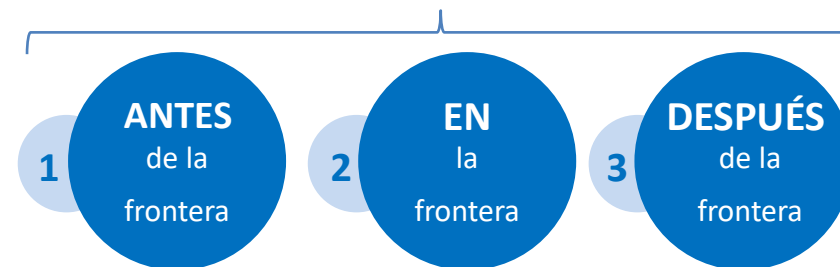 1
ANTES
de la
frontera
2
EN
la
frontera
3
DESPUÉS
de la
frontera